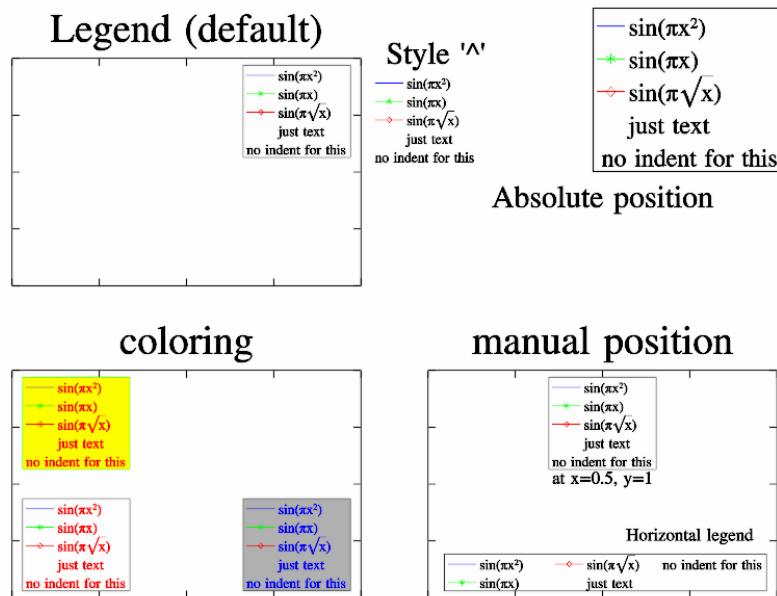 Legend (default)
sin(πx²)
sin(πx)
sin(π√x)
just text
no indent for this
Style '^'
sin(πx²)
sin(πx)
sin(π√x)
just text
no indent for this
sin(πx²)
sin(πx)
sin(π√x)
just text
no indent for this
Absolute position
coloring
sin(πx²)
sin(πx)
sin(π√x)
just text
no indent for this
sin(πx²)
sin(πx)
sin(π√x)
just text
no indent for this
sin(πx²)
sin(πx)
sin(π√x)
just text
no indent for this
manual position
sin(πx²)
sin(πx)
sin(π√x)
just text
no indent for this
at x=0.5, y=1
Horizontal legend
sin(πx²) sin(π√x) no indent for this
sin(πx) just text